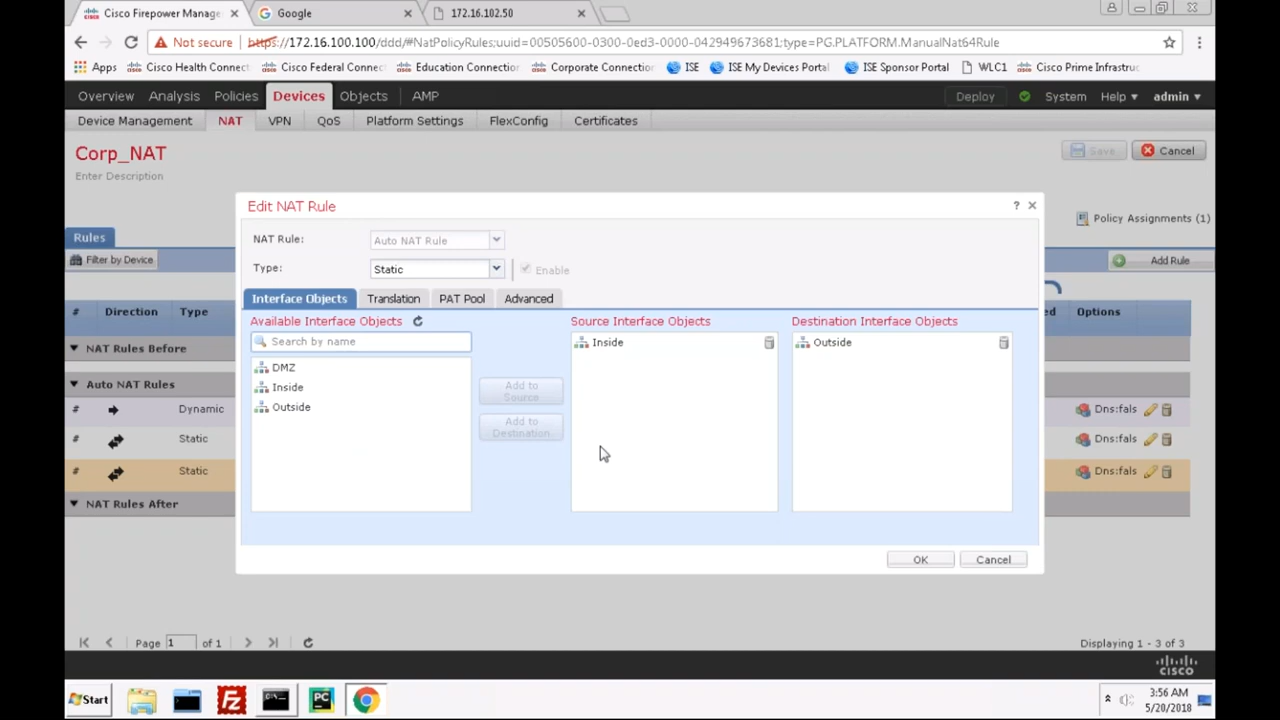 Cisco Firepower Manage
Google
172.16.102.50
Not secure
https://172.16.100.100/ddd/#NatPolicyRules;uuid=00505600-0300-0ed3-0000-042949673681;type=PG.PLATFORM.ManualNat64Rule
Apps
Cisco Health Connect
Cisco Federal Connec
Education Connection
Corporate Connection
ISE
ISE My Devices Portal
ISE Sponsor Portal
WLC1
Cisco Prime Infrastruc
Overview Analysis Policies Devices Objects AMP
Deploy System Help admin
Device Management NAT VPN QoS Platform Settings FlexConfig Certificates
Corp_NAT
Save Cancel
Enter Description
Edit NAT Rule
?
Policy Assignments (1)
Rules
NAT Rule: Auto NAT Rule
Filter by Device
Add Rule
Type: Static Enable
Interface Objects Translation PAT Pool Advanced
# Direction Type
ed Options
Available Interface Objects
Source Interface Objects
Destination Interface Objects
Search by name
Inside
Outside
NAT Rules Before
DMZ
Inside
Outside
Add to Source
Add to Destination
Auto NAT Rules
# Dynamic Dns:fals
# Static Dns:fals
# Static Dns:fals
NAT Rules After
OK Cancel
Page 1 of 1
Displaying 1 - 3 of 3
CISCO
Start
PC
3:56 AM
5/20/2018